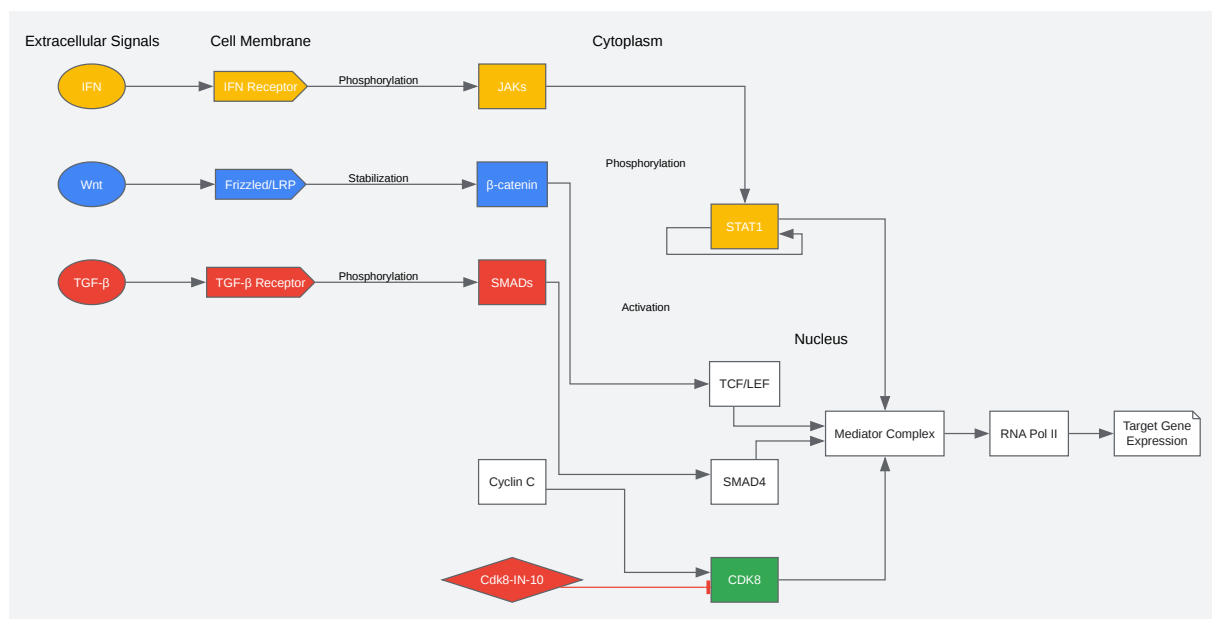 Extracellular Signals
Cell Membrane
Cytoplasm
IFN
IFN Receptor
Phosphorylation
JAKs
Phosphorylation
Wnt
Frizzled/LRP
Stabilization
β-catenin
STAT1
TGF-β
TGF-β Receptor
Phosphorylation
SMADs
Activation
Nucleus
TCF/LEF
Mediator Complex
RNA Pol II
Target Gene
Expression
Cyclin C
SMAD4
Cdk8-IN-10
CDK8